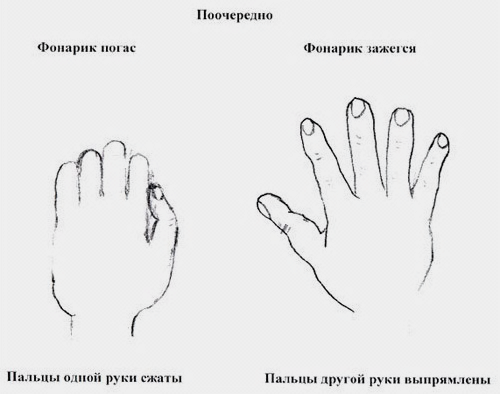 Поочередно
Фонарик погас
Фонарик зажегся
Пальцы одной руки сжаты
Пальцы другой руки выпрямлены